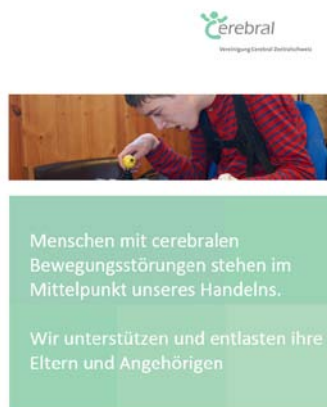 Cerebral
Vereinigung Cerebral Zentralschweiz
Menschen mit cerebralen
Bewegungsstörungen stehen im
Mittelpunkt unseres Handelns.
Wir unterstützen und entlasten ihre
Eltern und Angehörigen